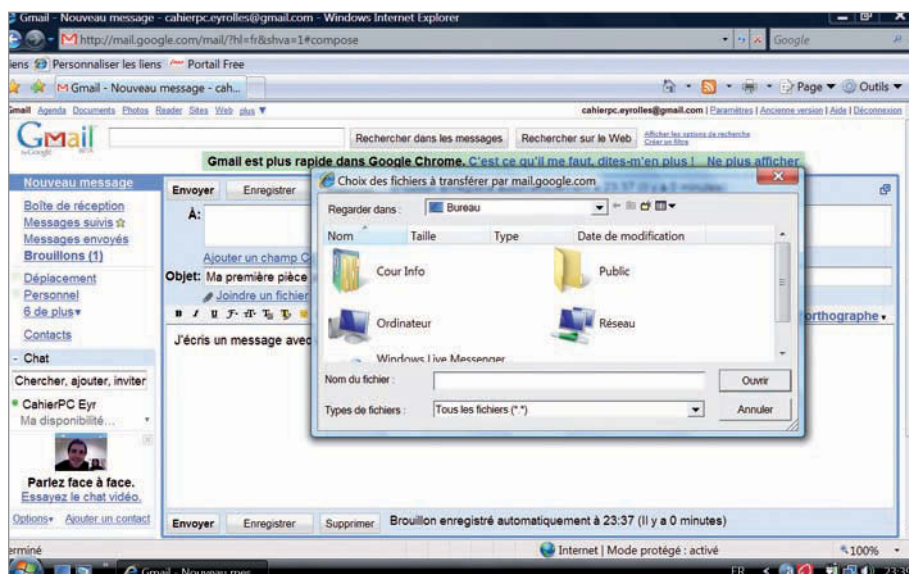 Gmail - Nouveau message - cahierpc.eyrolles@gmail.com - Windows Internet Explorer
http://mail.google.com/mail/?hl=fr&shva=1#compose
Google
iens Personnaliser les liens Portail Free
Gmail - Nouveau message - cah...
Page Outils
Gmail Agenda Documents Photos Reader Sites Web plus
cahierpc.eyrolles@gmail.com | Paramètres | Ancienne version | Aide | Déconnexion
Gmail
by Google BETA
Rechercher dans les messages
Rechercher sur le Web
Afficher les options de recherche
Créer un filtre
Gmail est plus rapide dans Google Chrome. C'est ce qu'il me faut, dites-m'en plus ! Ne plus afficher
Nouveau message
Boîte de réception
Messages suivis
Messages envoyés
Brouillons (1)
Déplacement
Personnel
6 de plus
Contacts
- Chat
Chercher, ajouter, inviter
CahierPC Eyr
Ma disponibilité...
Parlez face à face.
Essayez le chat vidéo.
Options Ajouter un contact
Envoyer
Enregistrer
À:
Ajouter un champ C
Objet: Ma première pièce
Joindre un fichier
orthographe
J'écris un message avec
Choix des fichiers à transférer par mail.google.com
Regarder dans : Bureau
Nom Taille Type Date de modification
Cour Info
Public
Ordinateur
Réseau
Windows Live Messenger
Nom du fichier :
Ouvrir
Types de fichiers : Tous les fichiers (*.*)
Annuler
Envoyer Enregistrer Supprimer Brouillon enregistré automatiquement à 23:37 (Il y a 0 minutes)
erminé
Internet | Mode protégé : activé
100%
Gmail - Nouveau mes...
FR
23:39